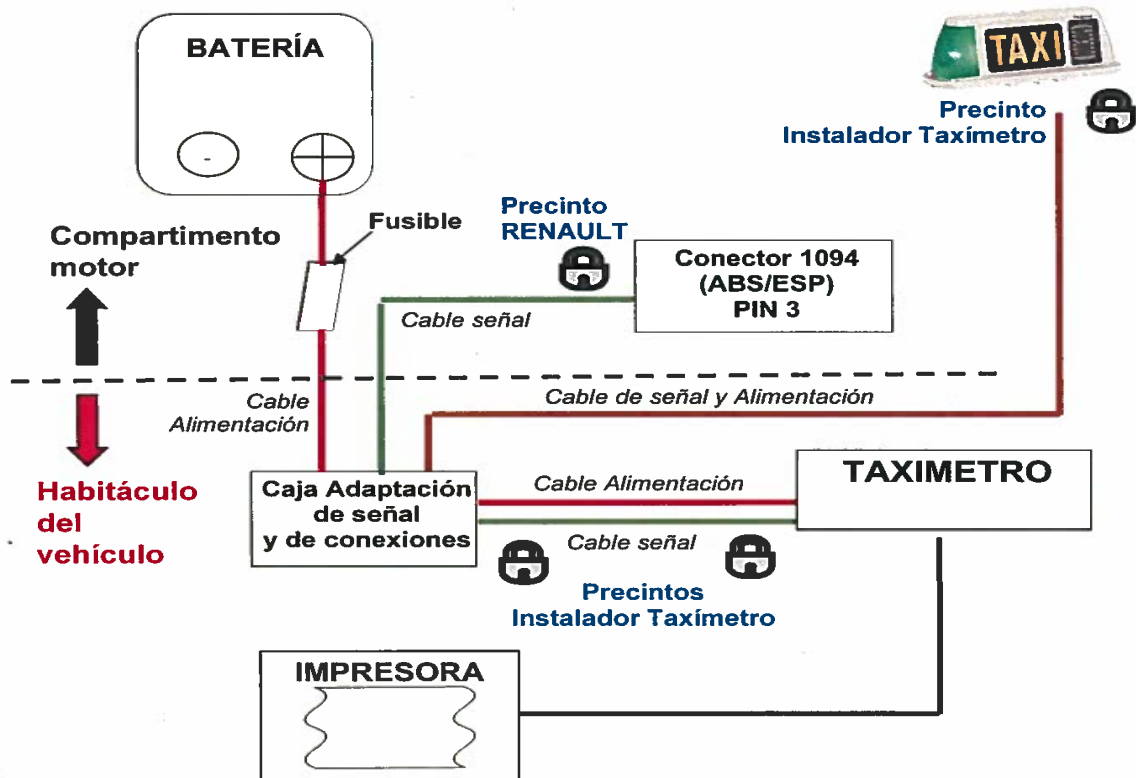 BATERÍA
-
TAXI
Precinto
Instalador Taxímetro
Fusible
Precinto
RENAULT
Compartimento
motor
Conector 1094
(ABS/ESP)
PIN 3
Cable señal
Cable
Alimentación
Cable de señal y Alimentación
Habitáculo
del
vehículo
Caja Adaptación
de señal
y de conexiones
Cable Alimentación
TAXIMETRO
Cable señal
Precintos
Instalador Taxímetro
IMPRESORA